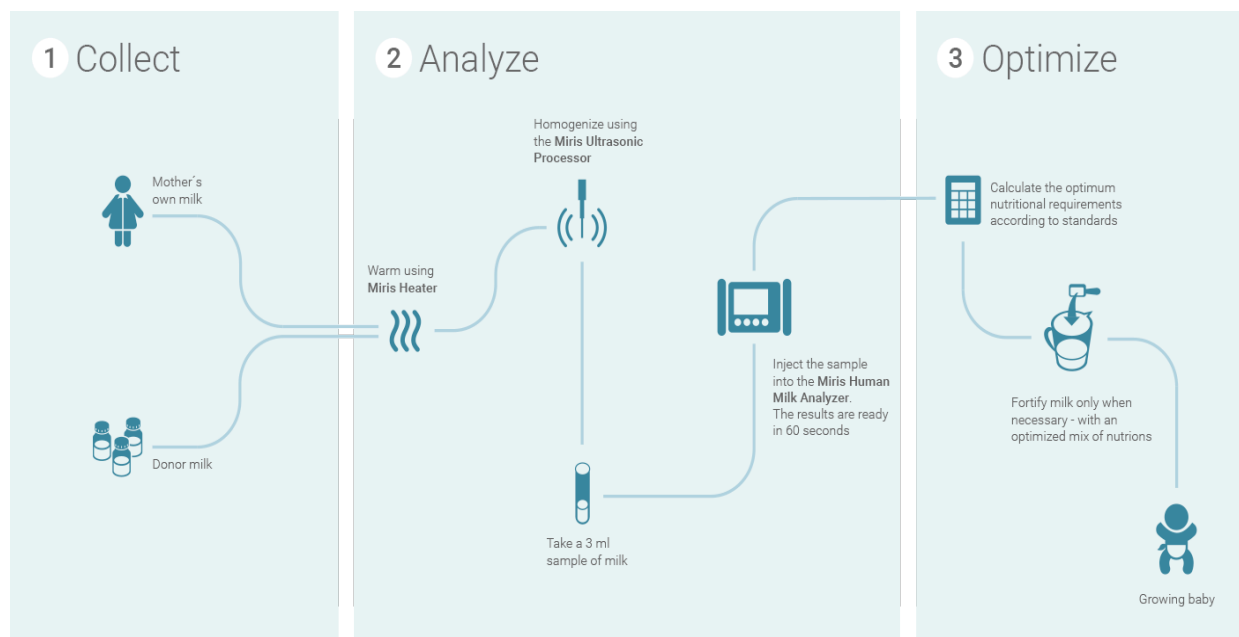 1 Collect
Mother´s
own milk
Donor milk
2 Analyze
Warm using
Miris Heater
Homogenize using
the Miris Ultrasonic
Processor
Take a 3 ml
sample of milk
Inject the sample
into the Miris Human
Milk Analyzer.
The results are ready
in 60 seconds
3 Optimize
Calculate the optimum
nutritional requirements
according to standards
Fortify milk only when
necessary - with an
optimized mix of nutrions
Growing baby